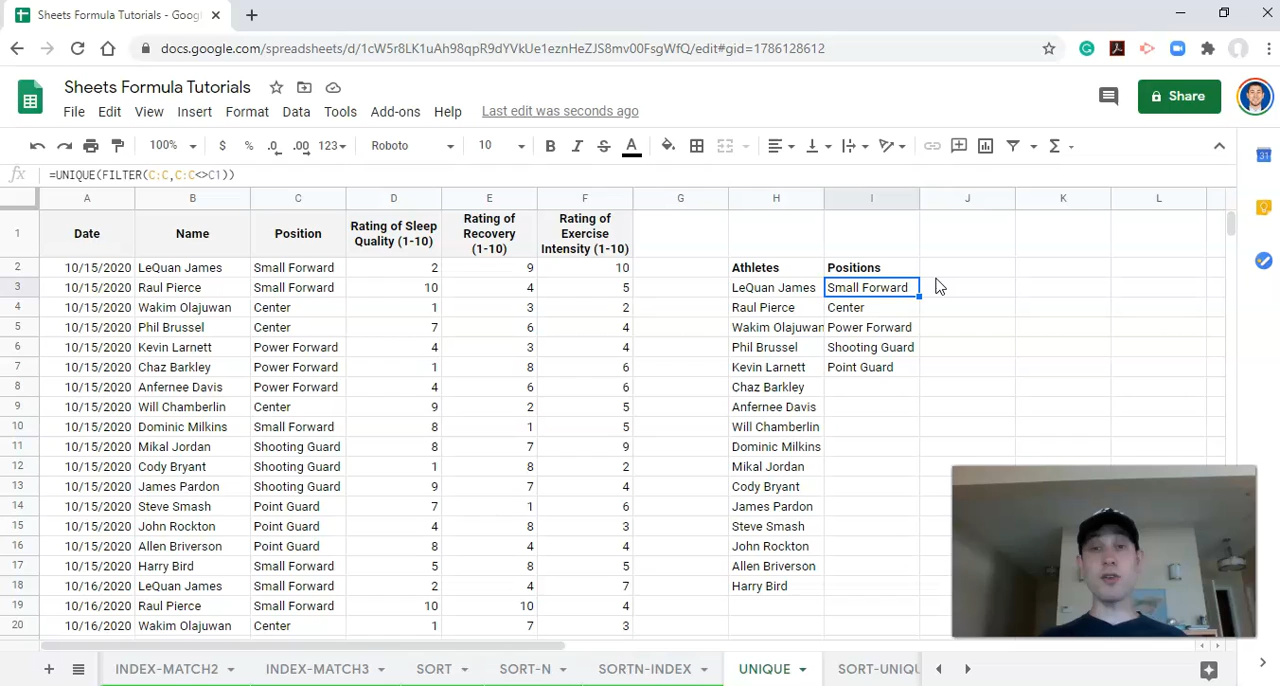 Sheets Formula Tutorials - Goog
docs.google.com/spreadsheets/d/1cW5r8LK1uAh98qpR9dYVkUe1eznHeZJS8mv00FsgWfQ/edit#gid=1786128612
Sheets Formula Tutorials
File Edit View Insert Format Data Tools Add-ons Help Last edit was seconds ago
Share
100% $ % .0 .00 123 Roboto 10 B I S A Σ
31
fx =UNIQUE(FILTER(C:C,C:C<>C1))
A B C D E F G H I J K L
1 Date Name Position Rating of Sleep Quality (1-10) Rating of Recovery (1-10) Rating of Exercise Intensity (1-10)
2 10/15/2020 LeQuan James Small Forward 2 9 10 Athletes Positions
3 10/15/2020 Raul Pierce Small Forward 10 4 5 LeQuan James Small Forward
4 10/15/2020 Wakim Olajuwan Center 1 3 2 Raul Pierce Center
5 10/15/2020 Phil Brussel Center 7 6 4 Wakim Olajuwan Power Forward
6 10/15/2020 Kevin Larnett Power Forward 4 3 4 Phil Brussel Shooting Guard
7 10/15/2020 Chaz Barkley Power Forward 1 8 6 Kevin Larnett Point Guard
8 10/15/2020 Anfernee Davis Power Forward 4 6 6 Chaz Barkley
9 10/15/2020 Will Chamberlin Center 9 2 5 Anfernee Davis
10 10/15/2020 Dominic Milkins Small Forward 8 1 5 Will Chamberlin
11 10/15/2020 Mikal Jordan Shooting Guard 8 7 9 Dominic Milkins
12 10/15/2020 Cody Bryant Shooting Guard 1 8 2 Mikal Jordan
13 10/15/2020 James Pardon Shooting Guard 9 7 4 Cody Bryant
14 10/15/2020 Steve Smash Point Guard 7 1 6 James Pardon
15 10/15/2020 John Rockton Point Guard 4 8 3 Steve Smash
16 10/15/2020 Allen Briverson Point Guard 8 4 4 John Rockton
17 10/15/2020 Harry Bird Small Forward 3 8 5 Allen Briverson
18 10/16/2020 LeQuan James Small Forward 2 4 7 Harry Bird
19 10/16/2020 Raul Pierce Small Forward 10 10 4
20 10/16/2020 Wakim Olajuwan Center 1 7 3
INDEX-MATCH2 INDEX-MATCH3 SORT SORT-N SORTN-INDEX UNIQUE SORT-UNIQU